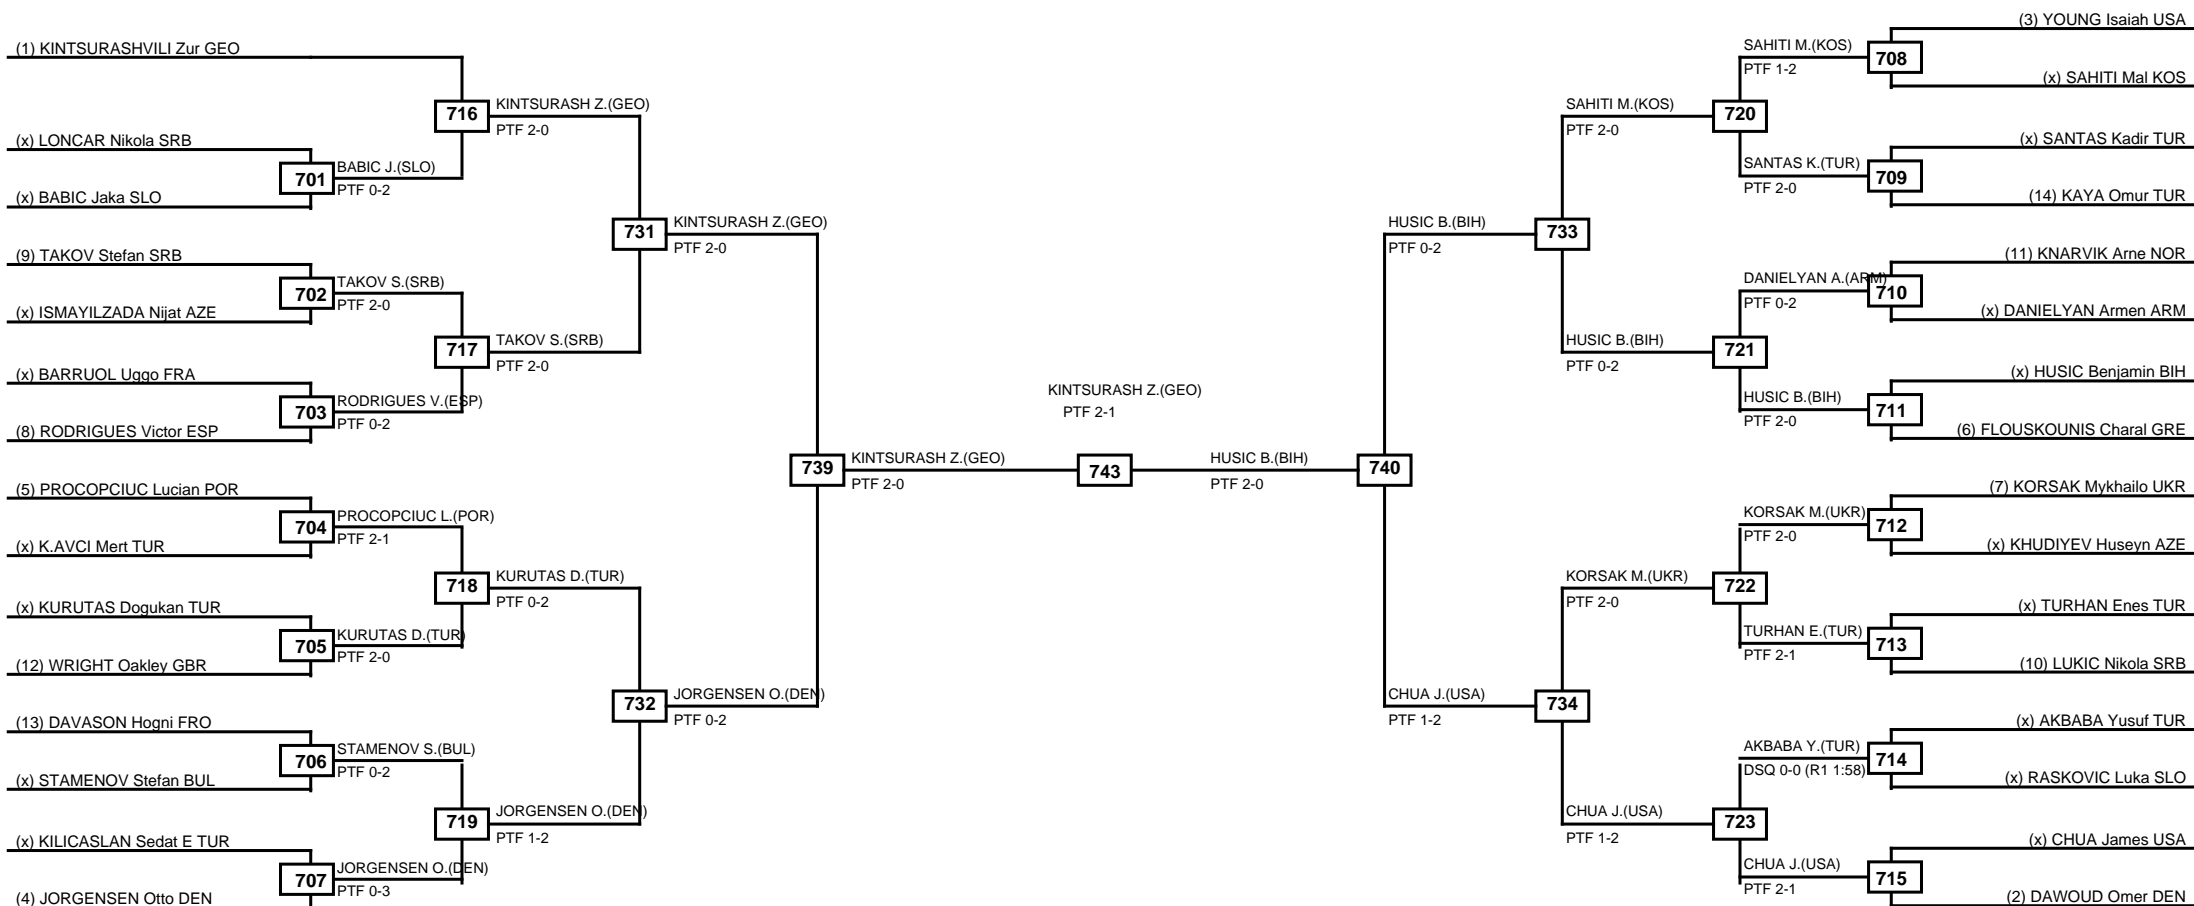 (1) KINTSURASHVILI Zur GEO
(x) LONCAR Nikola SRB
(x) BABIC Jaka SLO
(9) TAKOV Stefan SRB
(x) ISMAYILZADA Nijat AZE
(x) BARRUOL Uggo FRA
(8) RODRIGUES Victor ESP
(5) PROCOPCIUC Lucian POR
(x) K.AVCI Mert TUR
(x) KURUTAS Dogukan TUR
(12) WRIGHT Oakley GBR
(13) DAVASON Hogni FRO
(x) STAMENOV Stefan BUL
(x) KILICASLAN Sedat E TUR
(4) JORGENSEN Otto DEN
701
BABIC J.(SLO)
PTF 0-2
702
TAKOV S.(SRB)
PTF 2-0
703
RODRIGUES V.(ESP)
PTF 0-2
704
PROCOPCIUC L.(POR)
PTF 2-1
705
KURUTAS D.(TUR)
PTF 2-0
706
STAMENOV S.(BUL)
PTF 0-2
707
JORGENSEN O.(DEN)
PTF 0-3
716
KINTSURASH Z.(GEO)
PTF 2-0
717
TAKOV S.(SRB)
PTF 2-0
718
KURUTAS D.(TUR)
PTF 0-2
719
JORGENSEN O.(DEN)
PTF 1-2
731
KINTSURASH Z.(GEO)
PTF 2-0
732
JORGENSEN O.(DEN)
PTF 0-2
739
KINTSURASH Z.(GEO)
PTF 2-0
KINTSURASH Z.(GEO)
PTF 2-1
743
HUSIC B.(BIH)
PTF 2-0
740
HUSIC B.(BIH)
PTF 0-2
733
CHUA J.(USA)
PTF 1-2
734
SAHITI M.(KOS)
PTF 2-0
720
HUSIC B.(BIH)
PTF 0-2
721
KORSAK M.(UKR)
PTF 2-0
722
CHUA J.(USA)
PTF 1-2
723
SAHITI M.(KOS)
PTF 1-2
708
SANTAS K.(TUR)
PTF 2-0
709
DANIELYAN A.(ARM)
PTF 0-2
710
HUSIC B.(BIH)
PTF 2-0
711
KORSAK M.(UKR)
PTF 2-0
712
TURHAN E.(TUR)
PTF 2-1
713
AKBABA Y.(TUR)
DSQ 0-0 (R1 1:58)
714
CHUA J.(USA)
PTF 2-1
715
(3) YOUNG Isaiah USA
(x) SAHITI Mal KOS
(x) SANTAS Kadir TUR
(14) KAYA Omur TUR
(11) KNARVIK Arne NOR
(x) DANIELYAN Armen ARM
(x) HUSIC Benjamin BIH
(6) FLOUSKOUNIS Charal GRE
(7) KORSAK Mykhailo UKR
(x) KHUDIYEV Huseyn AZE
(x) TURHAN Enes TUR
(10) LUKIC Nikola SRB
(x) AKBABA Yusuf TUR
(x) RASKOVIC Luka SLO
(x) CHUA James USA
(2) DAWOUD Omer DEN